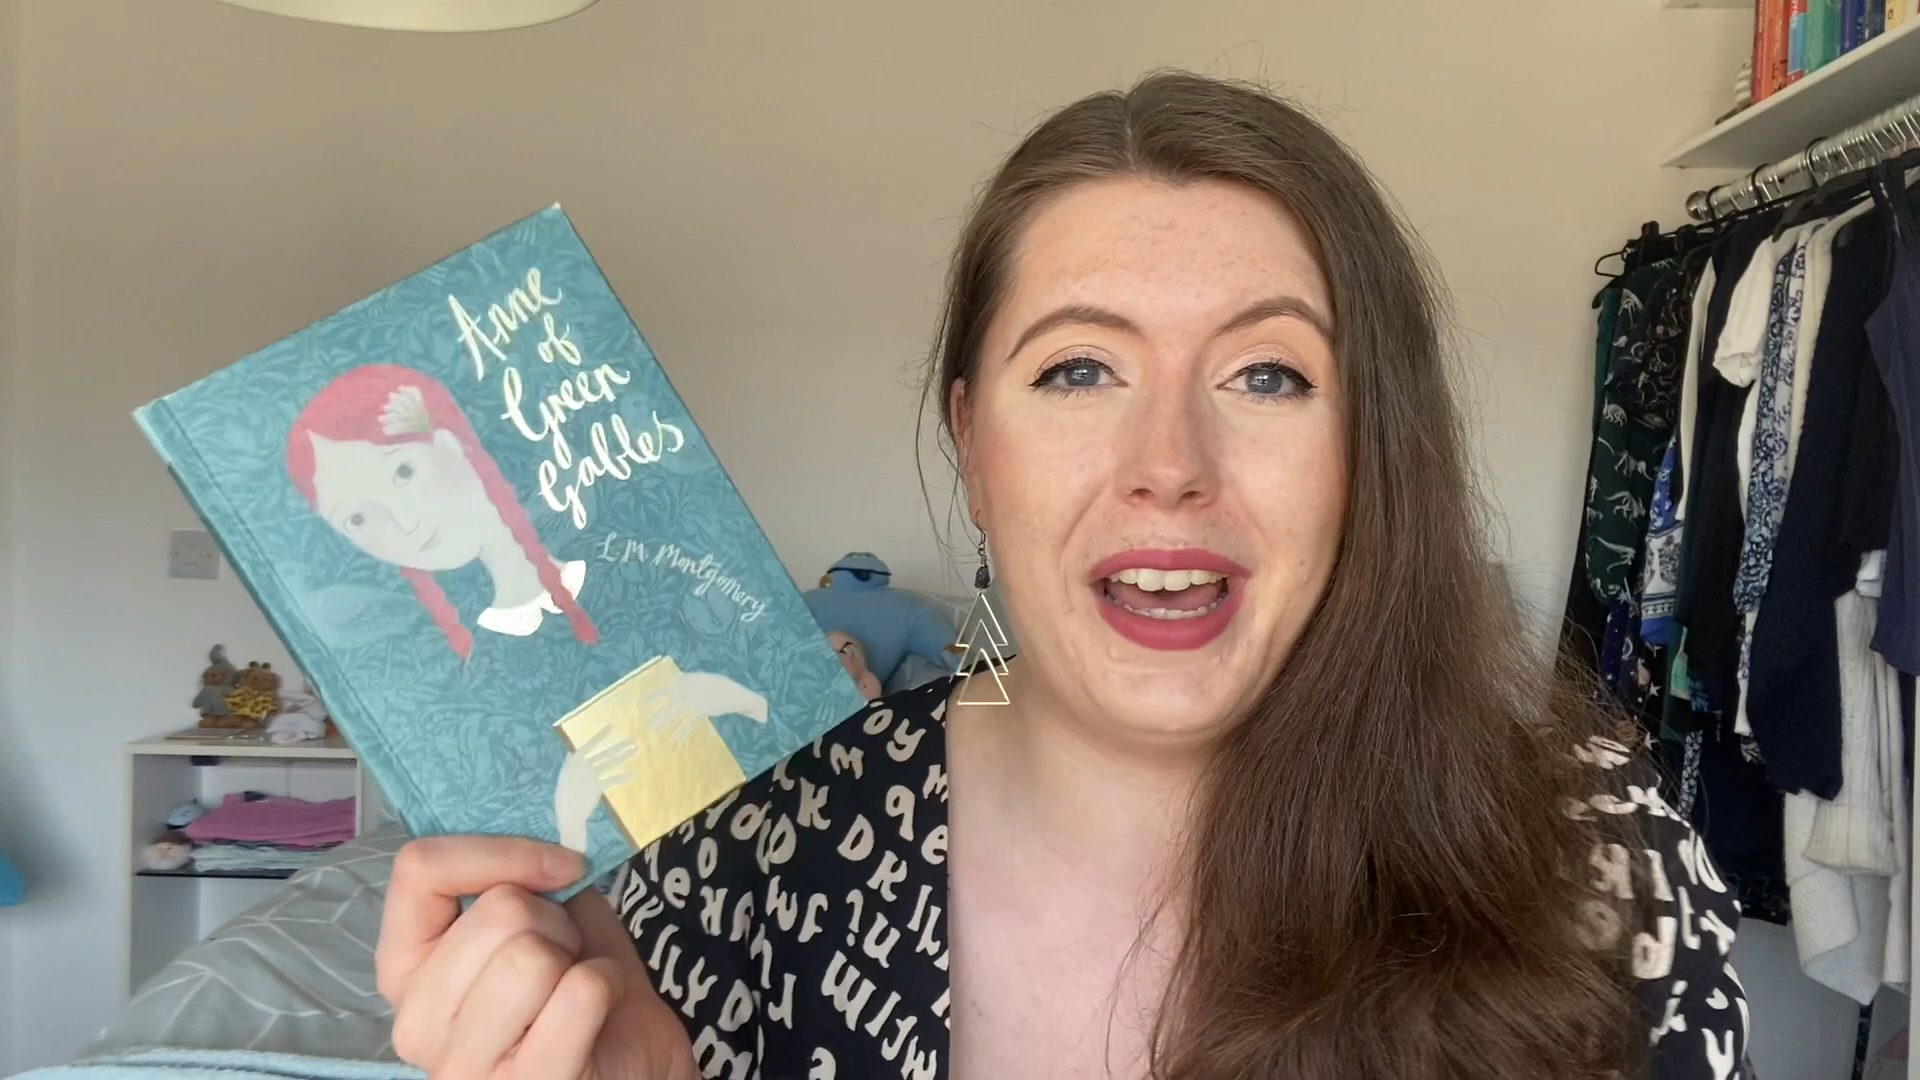 Anne
of
Green
Gables
L. M. Montgomery